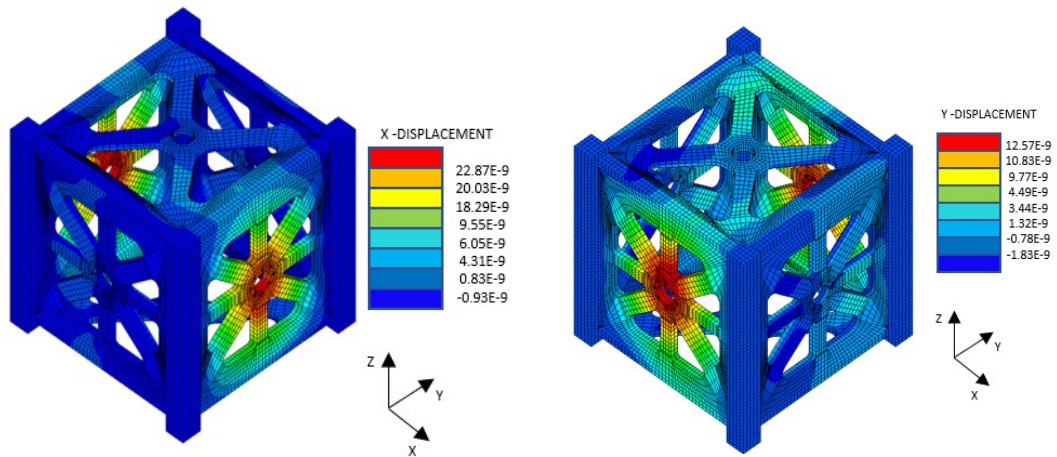 X -DISPLACEMENT
22.87E-9
20.03E-9
18.29E-9
9.55E-9
6.05E-9
4.31E-9
0.83E-9
-0.93E-9
Z
Y
X
Y -DISPLACEMENT
12.57E-9
10.83E-9
9.77E-9
4.49E-9
3.44E-9
1.32E-9
-0.78E-9
-1.83E-9
Z
Y
X